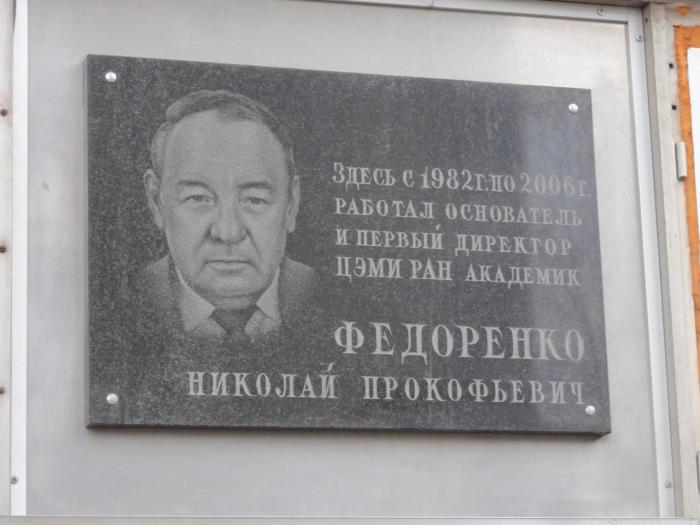 ЗДЕСЬ С 1982Г. ПО 2006Г.
РАБОТАЛ ОСНОВАТЕЛЬ
И ПЕРВЫЙ ДИРЕКТОР
ЦЭМИ РАН АКАДЕМИК
ФЕДОРЕНКО
НИКОЛАЙ ПРОКОФЬЕВИЧ